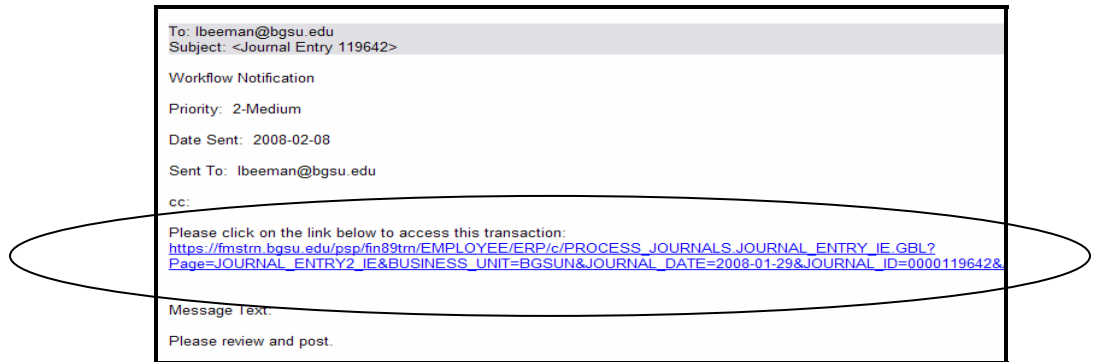 To: lbeeman@bgsu.edu
Subject: <Journal Entry 119642>
Workflow Notification
Priority: 2-Medium
Date Sent: 2008-02-08
Sent To: lbeeman@bgsu.edu
cc:
Please click on the link below to access this transaction:
https://fmstrn.bgsu.edu/psp/fin89trn/EMPLOYEE/ERP/c/PROCESS_JOURNALS.JOURNAL_ENTRY_IE.GBL?
Page=JOURNAL_ENTRY2_IE&BUSINESS_UNIT=BGSUN&JOURNAL_DATE=2008-01-29&JOURNAL_ID=0000119642&
Message Text:
Please review and post.